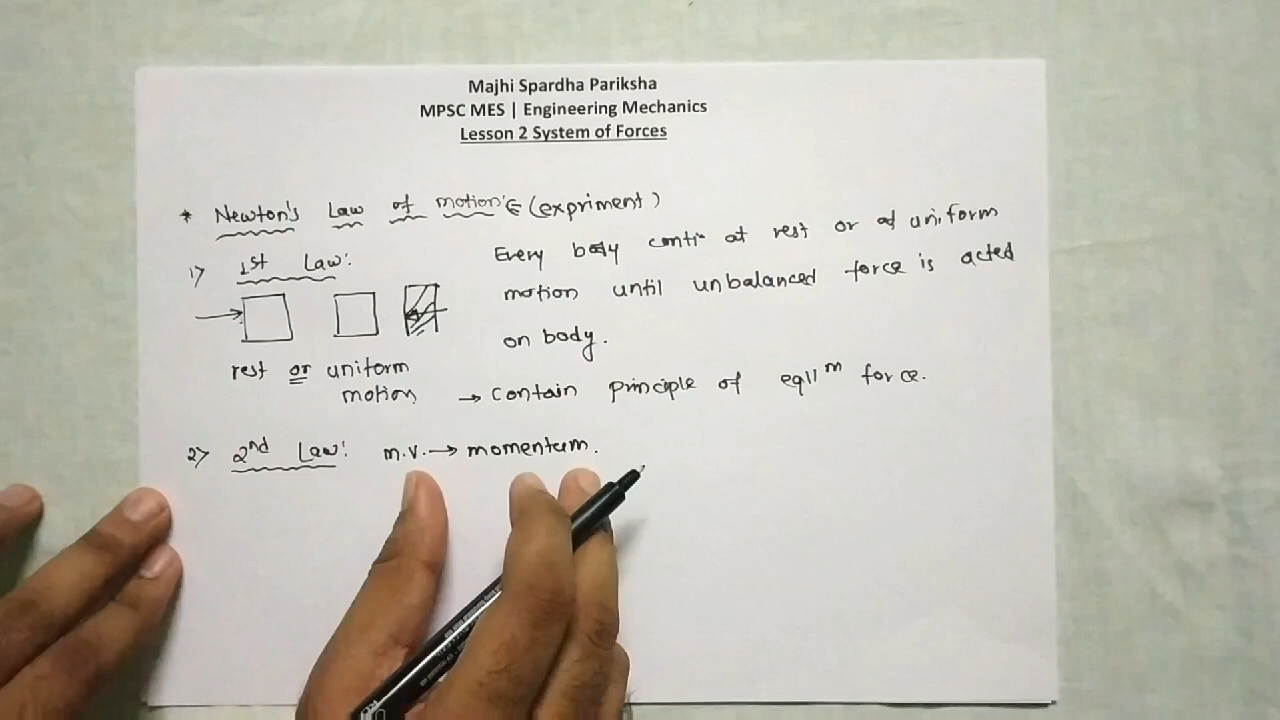 Majhi Spardha Pariksha
MPSC MES | Engineering Mechanics
Lesson 2 System of Forces
* Newton's Law of motion's (expriment)
1> 1st Law:
Every body conti at rest or at uniform
motion until unbalanced force is acted
on body.
rest or uniform
motion
→ contain principle of eqllm force.
2> 2nd Law: m.v. → momentum.